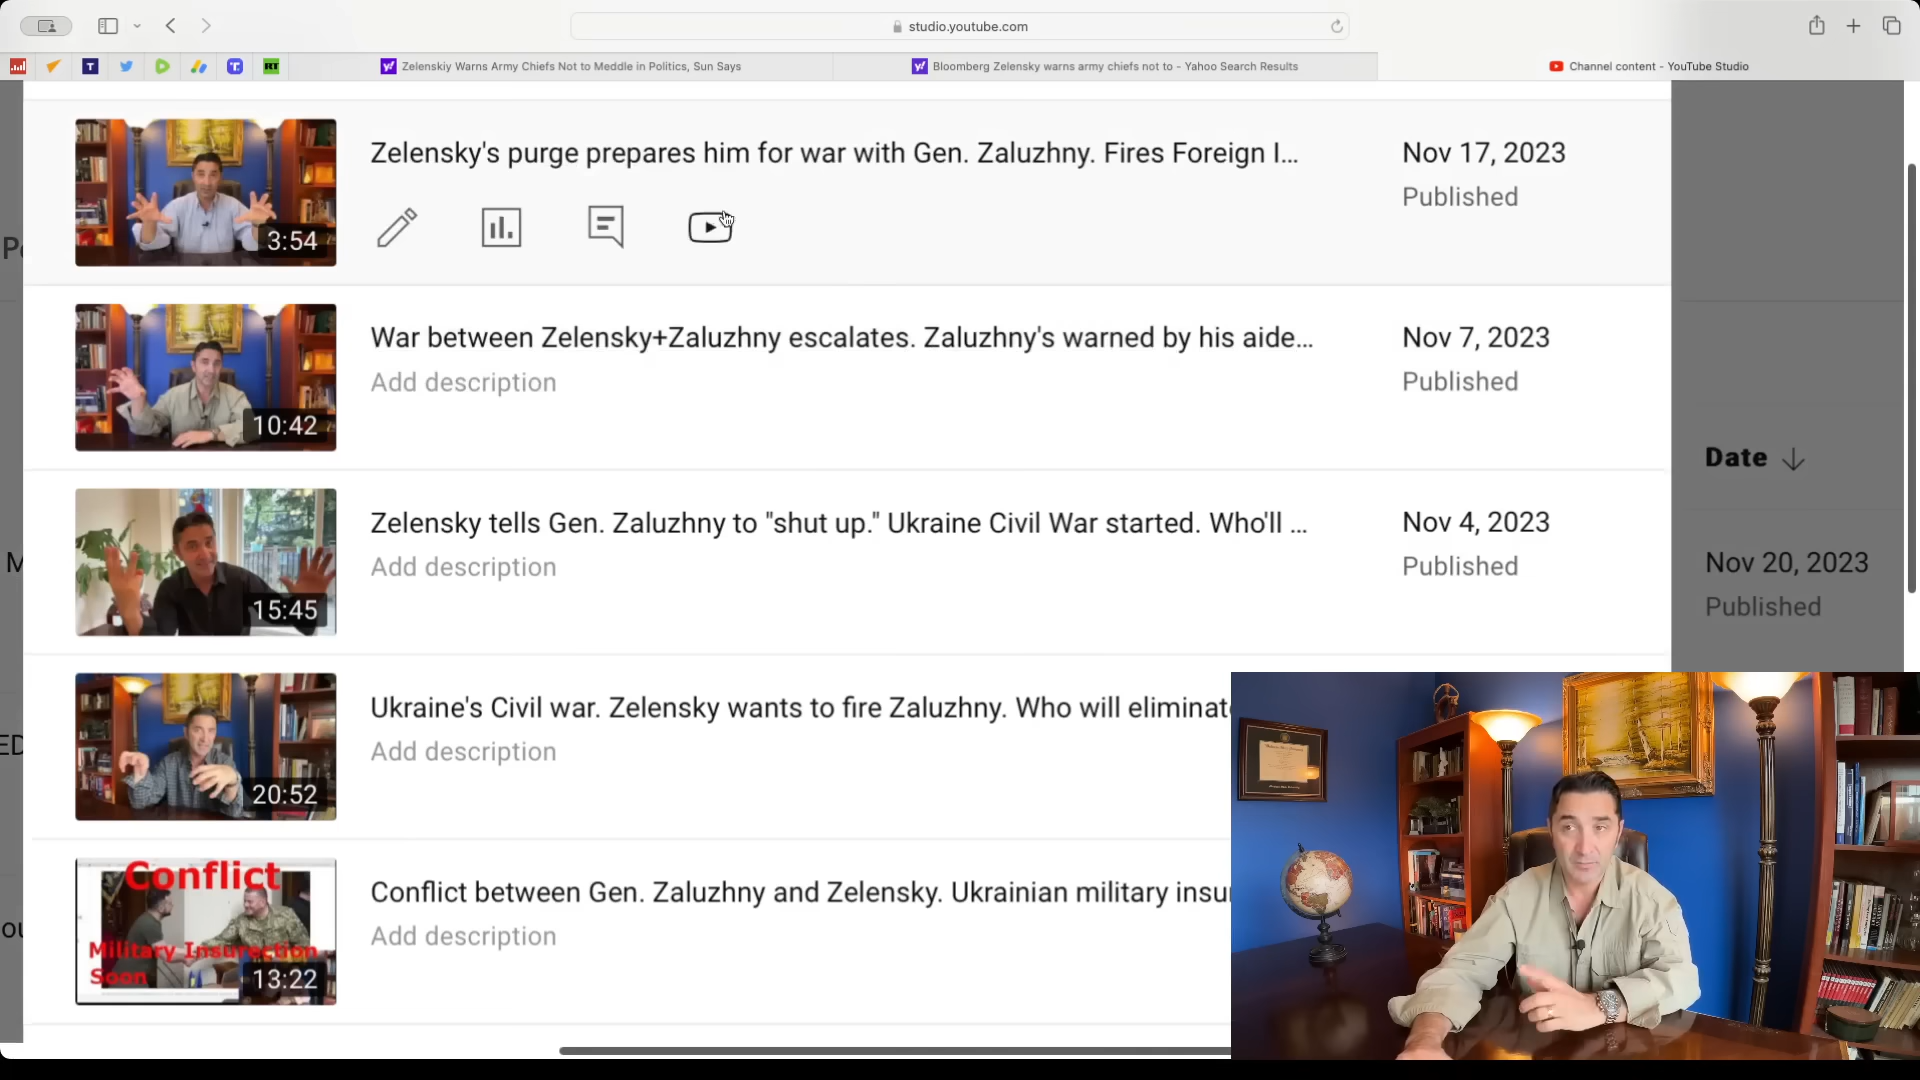 studio.youtube.com
Zelenskiy Warns Army Chiefs Not to Meddle in Politics, Sun Says
Bloomberg Zelensky warns army chiefs not to - Yahoo Search Results
Channel content - YouTube Studio
Zelensky's purge prepares him for war with Gen. Zaluzhny. Fires Foreign I...
Nov 17, 2023
Published
3:54
War between Zelensky+Zaluzhny escalates. Zaluzhny's warned by his aide...
Add description
Nov 7, 2023
Published
10:42
Date
Zelensky tells Gen. Zaluzhny to "shut up." Ukraine Civil War started. Who'll ...
Add description
Nov 4, 2023
Published
15:45
Nov 20, 2023
Published
Ukraine's Civil war. Zelensky wants to fire Zaluzhny. Who will eliminat
Add description
20:52
Conflict
Military Insurection
Soon
13:22
Conflict between Gen. Zaluzhny and Zelensky. Ukrainian military insu
Add description
RT